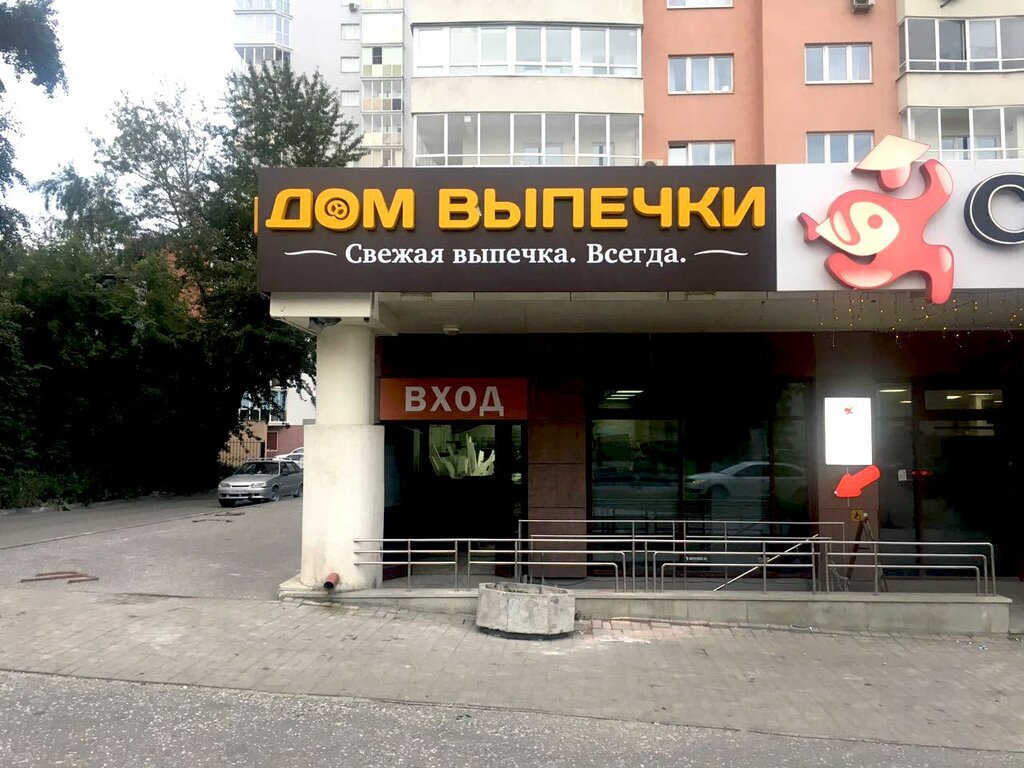 ДОМ ВЫПЕЧКИ
Свежая выпечка. Всегда.
ВХОД